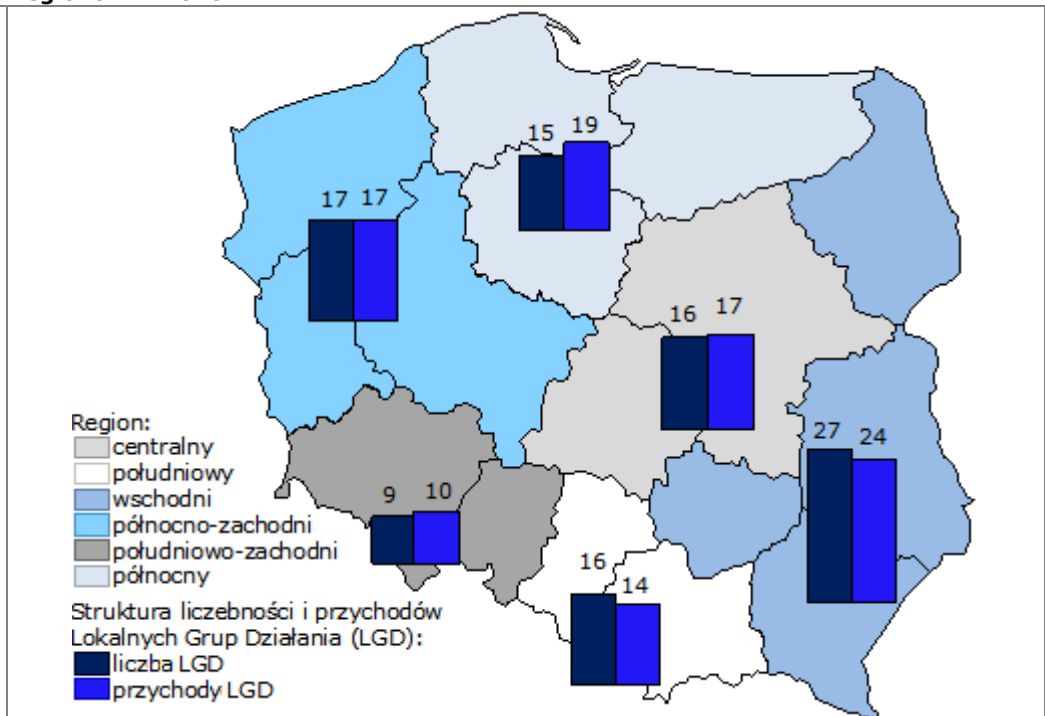 15 19
17 17
16 17
27 24
9 10
16 14
Region:
centralny
południowy
wschodni
północno-zachodni
południowo-zachodni
północny
Struktura liczebności i przychodów
Lokalnych Grup Działania (LGD):
liczba LGD
przychody LGD